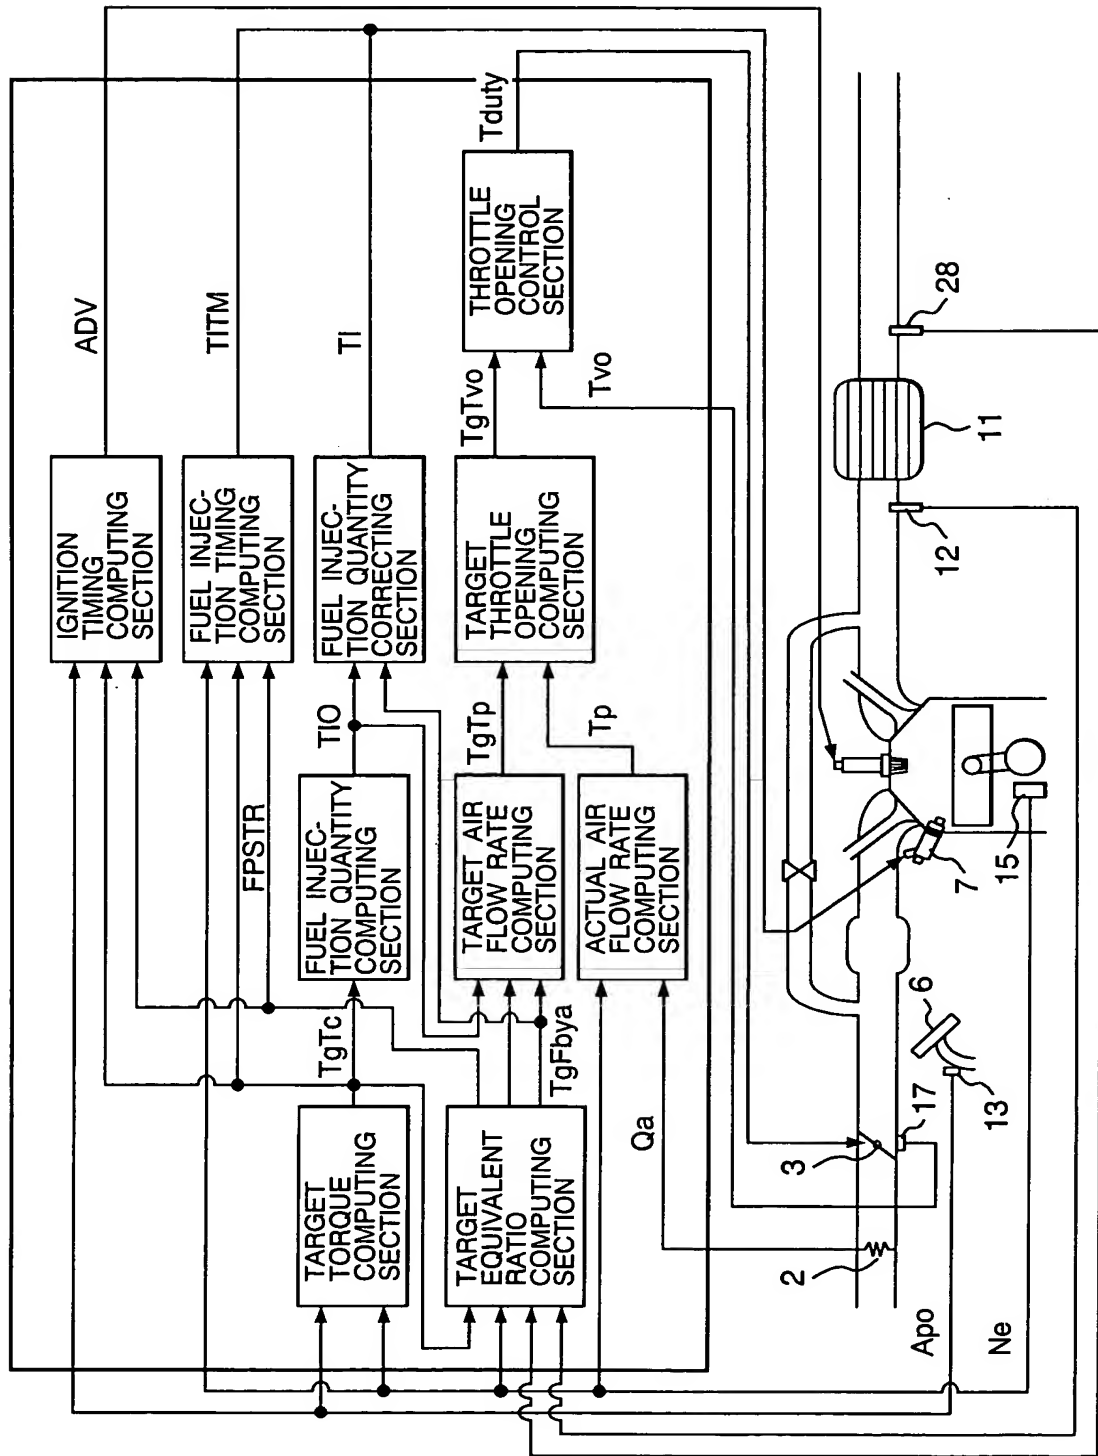 ADV
TITM
TI
Tduty
IGNITION
TIMING
COMPUTING
SECTION
FUEL INJEC-
TION TIMING
COMPUTING
SECTION
FUEL INJEC-
TION QUANTITY
CORRECTING
SECTION
THROTTLE
OPENING
CONTROL
SECTION
TgTvo
Tvo
TARGET
THROTTLE
OPENING
COMPUTING
SECTION
FPSTR
TIO
TgTp
Tp
FUEL INJEC-
TION QUANTITY
COMPUTING
SECTION
TARGET AIR
FLOW RATE
COMPUTING
SECTION
ACTUAL AIR
FLOW RATE
COMPUTING
SECTION
TgTc
TgFbya
Qa
TARGET
TORQUE
COMPUTING
SECTION
TARGET
EQUIVALENT
RATIO
COMPUTING
SECTION
Apo
Ne
2
3
17
13
6
7
15
12
11
28